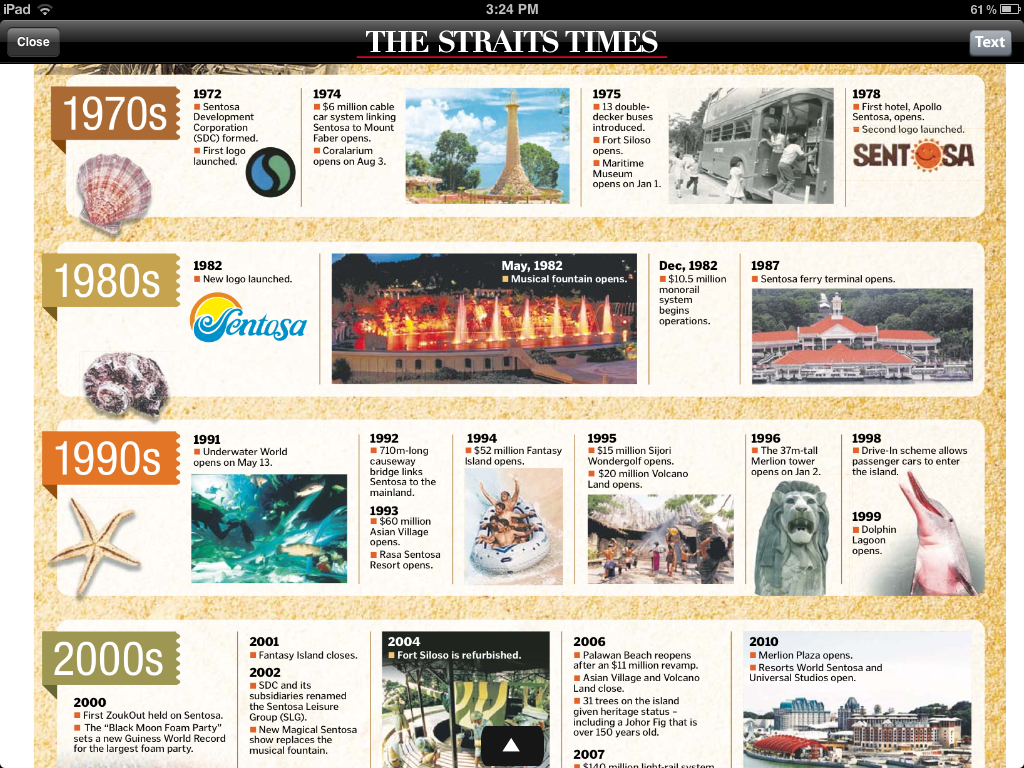 iPad
3:24 PM
61 %
Close
THE STRAITS TIMES
Text
1970s
1972
Sentosa
Development
Corporation
(SDC) formed.
First logo
launched.
1974
$6 million cable
car system linking
Sentosa to Mount
Faber opens.
Coralarium
opens on Aug 3.
1975
13 double-
decker buses
introduced.
Fort Siloso
opens.
Maritime
Museum
opens on Jan 1.
1978
First hotel, Apollo
Sentosa, opens.
Second logo launched.
SENTOSA
1980s
1982
New logo launched.
Sentosa
May, 1982
Musical fountain opens.
Dec, 1982
$10.5 million
monorail
system
begins
operations.
1987
Sentosa ferry terminal opens.
1990s
1991
Underwater World
opens on May 13.
1992
710m-long
causeway
bridge links
Sentosa to the
mainland.
1993
$60 million
Asian Village
opens.
Rasa Sentosa
Resort opens.
1994
$52 million Fantasy
Island opens.
1995
$15 million Sijori
Wondergolf opens.
$20 million Volcano
Land opens.
1996
The 37m-tall
Merlion tower
opens on Jan 2.
1998
Drive-In scheme allows
passenger cars to enter
the island.
1999
Dolphin
Lagoon
opens.
2000s
2000
First ZoukOut held on Sentosa.
The “Black Moon Foam Party”
sets a new Guiness World Record
for the largest foam party.
2001
Fantasy Island closes.
2002
SDC and its
subsidiaries renamed
the Sentosa Leisure
Group (SLG).
New Magical Sentosa
show replaces the
musical fountain.
2004
Fort Siloso is refurbished.
2006
Palawan Beach reopens
after an $11 million revamp.
Asian Village and Volcano
Land close.
31 trees on the island
given heritage status –
including a Johor Fig that is
over 150 years old.
2007
$140 million light-rail system
2010
Merlion Plaza opens.
Resorts World Sentosa and
Universal Studios open.